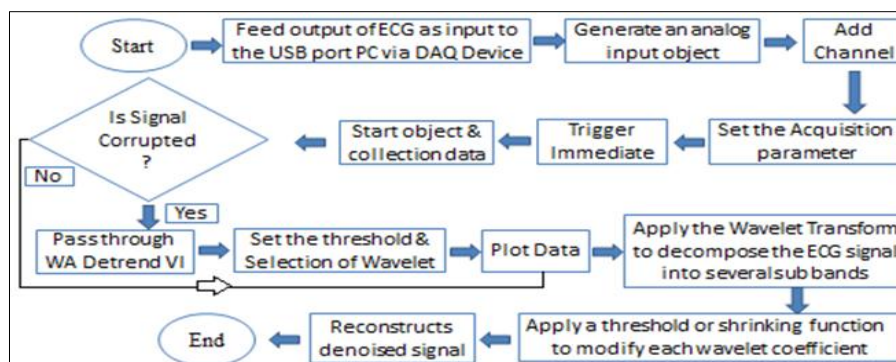 Start
Feed output of ECG as input to
the USB port PC via DAQ Device
Generate an analog
input object
Add
Channel
Set the Acquisition
parameter
Trigger
Immediate
Start object &
collection data
Is Signal
Corrupted
?
No
Yes
Pass through
WA Detrend VI
Set the threshold &
Selection of Wavelet
Plot Data
Apply the Wavelet Transform
to decompose the ECG signal
into several sub bands
Apply a threshold or shrinking function
to modify each wavelet coefficient
Reconstructs
denoised signal
End